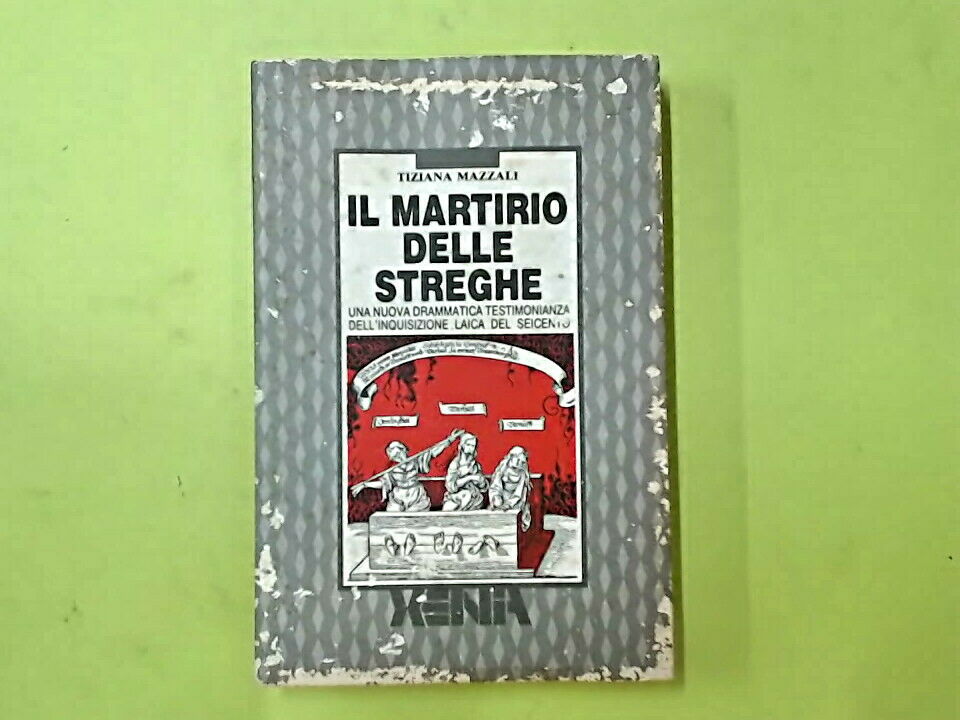 TIZIANA MAZZALI
IL MARTIRIO
DELLE
STREGHE
UNA NUOVA DRAMMATICA TESTIMONIANZA
DELL'INQUISIZIONE LAICA DEL SEICENTO
XENIA